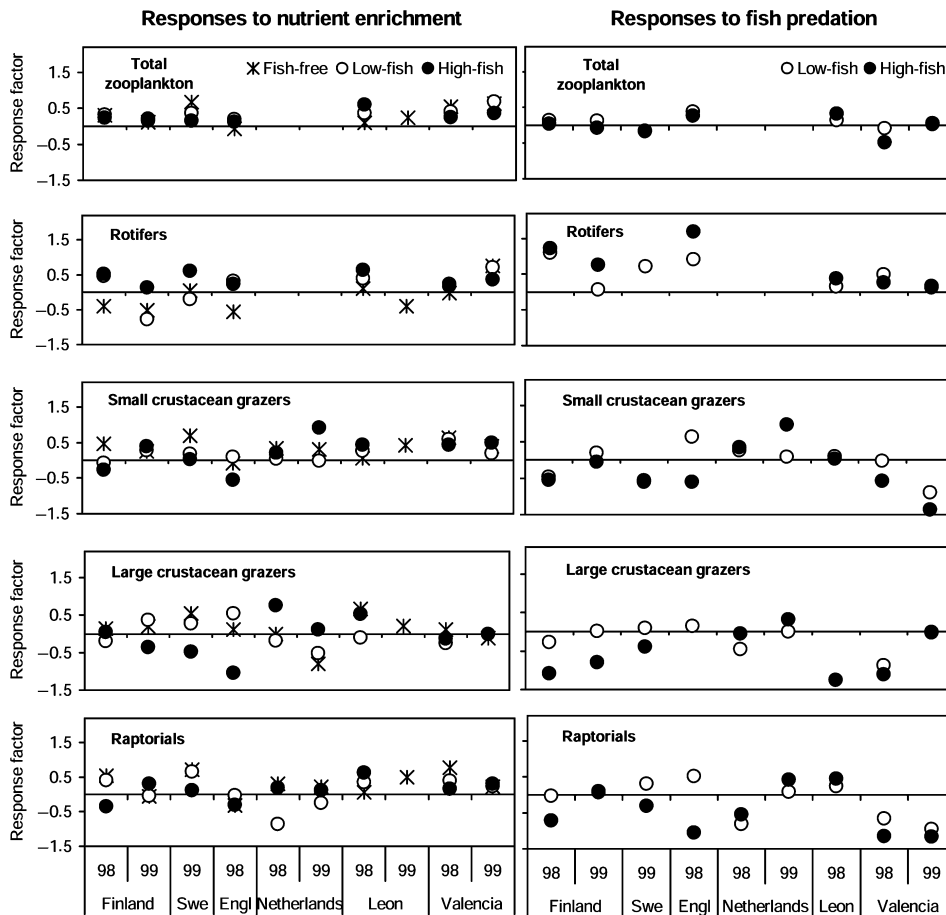 Responses to nutrient enrichment
Responses to fish predation
Total zooplankton
Fish-free Low-fish High-fish
Total zooplankton
Low-fish High-fish
Response factor
1.5
0.5
−0.5
−1.5
Rotifers
Rotifers
Response factor
1.5
0.5
−0.5
−1.5
Small crustacean grazers
Small crustacean grazers
Response factor
1.5
0.5
−0.5
−1.5
Large crustacean grazers
Large crustacean grazers
Response factor
1.5
0.5
−0.5
−1.5
Raptorials
Raptorials
Response factor
1.5
0.5
−0.5
−1.5
98 99 99 98 98 99 98 99 98 99
98 99 99 98 98 99 98 98 99
Finland Swe Engl Netherlands Leon Valencia
Finland Swe Engl Netherlands Leon Valencia